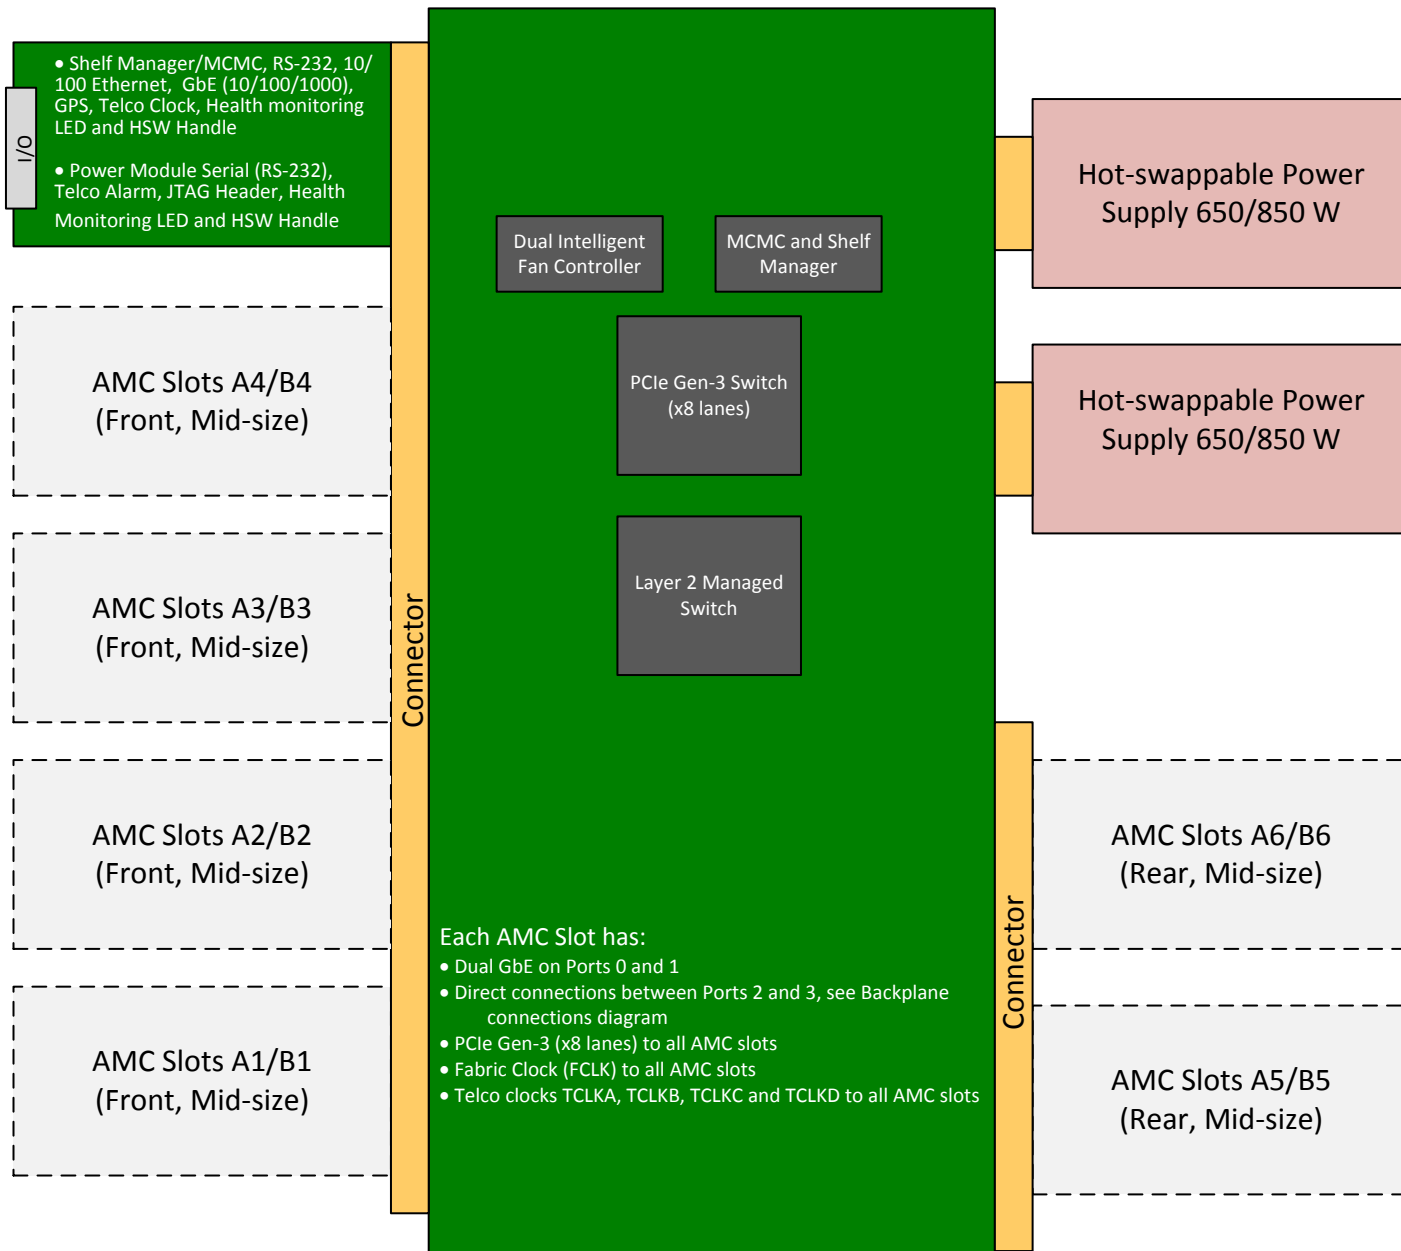 • Shelf Manager/MCMC, RS-232, 10/
100 Ethernet, GbE (10/100/1000),
GPS, Telco Clock, Health monitoring
LED and HSW Handle
• Power Module Serial (RS-232),
Telco Alarm, JTAG Header, Health
Monitoring LED and HSW Handle
I/O
Dual Intelligent
Fan Controller
MCMC and Shelf
Manager
Hot-swappable Power
Supply 650/850 W
AMC Slots A4/B4
(Front, Mid-size)
PCIe Gen-3 Switch
(x8 lanes)
Hot-swappable Power
Supply 650/850 W
AMC Slots A3/B3
(Front, Mid-size)
Connector
Layer 2 Managed
Switch
AMC Slots A2/B2
(Front, Mid-size)
AMC Slots A6/B6
(Rear, Mid-size)
Connector
Each AMC Slot has:
• Dual GbE on Ports 0 and 1
• Direct connections between Ports 2 and 3, see Backplane
connections diagram
• PCIe Gen-3 (x8 lanes) to all AMC slots
• Fabric Clock (FCLK) to all AMC slots
• Telco clocks TCLKA, TCLKB, TCLKC and TCLKD to all AMC slots
AMC Slots A1/B1
(Front, Mid-size)
AMC Slots A5/B5
(Rear, Mid-size)